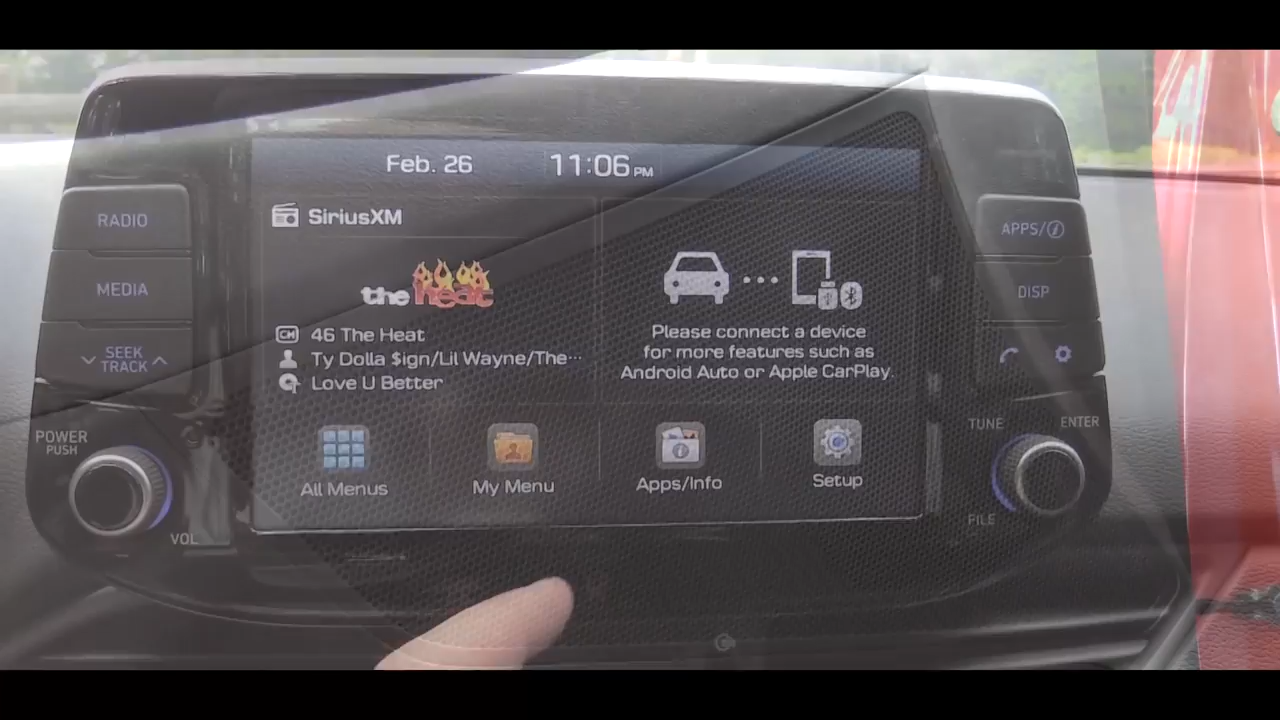 Feb. 26 11:06 PM
RADIO
MEDIA
SEEK
TRACK
POWER
PUSH
VOL
SiriusXM
the heat
CH 46 The Heat
Ty Dolla $ign/Lil Wayne/The···
Love U Better
Please connect a device
for more features such as
Android Auto or Apple CarPlay.
All Menus My Menu Apps/Info Setup
APPS/i
DISP
TUNE ENTER
FILE